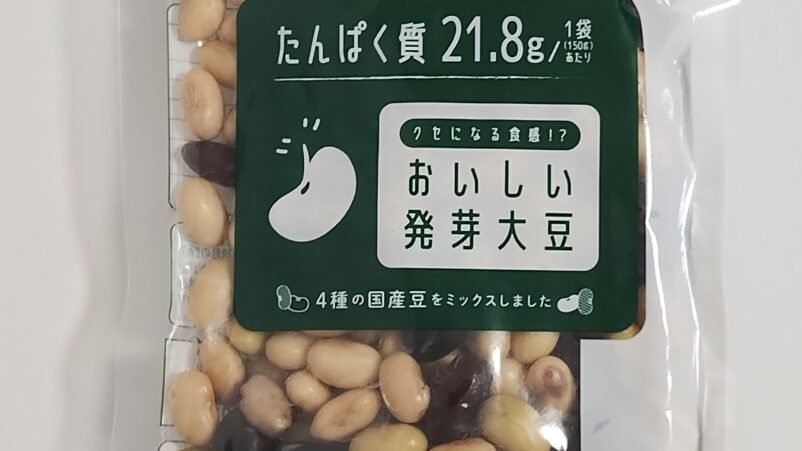 たんぱく質 21.8g/1袋(150g)あたり
クセになる食感!?
おいしい
発芽大豆
4種の国産豆をミックスしました